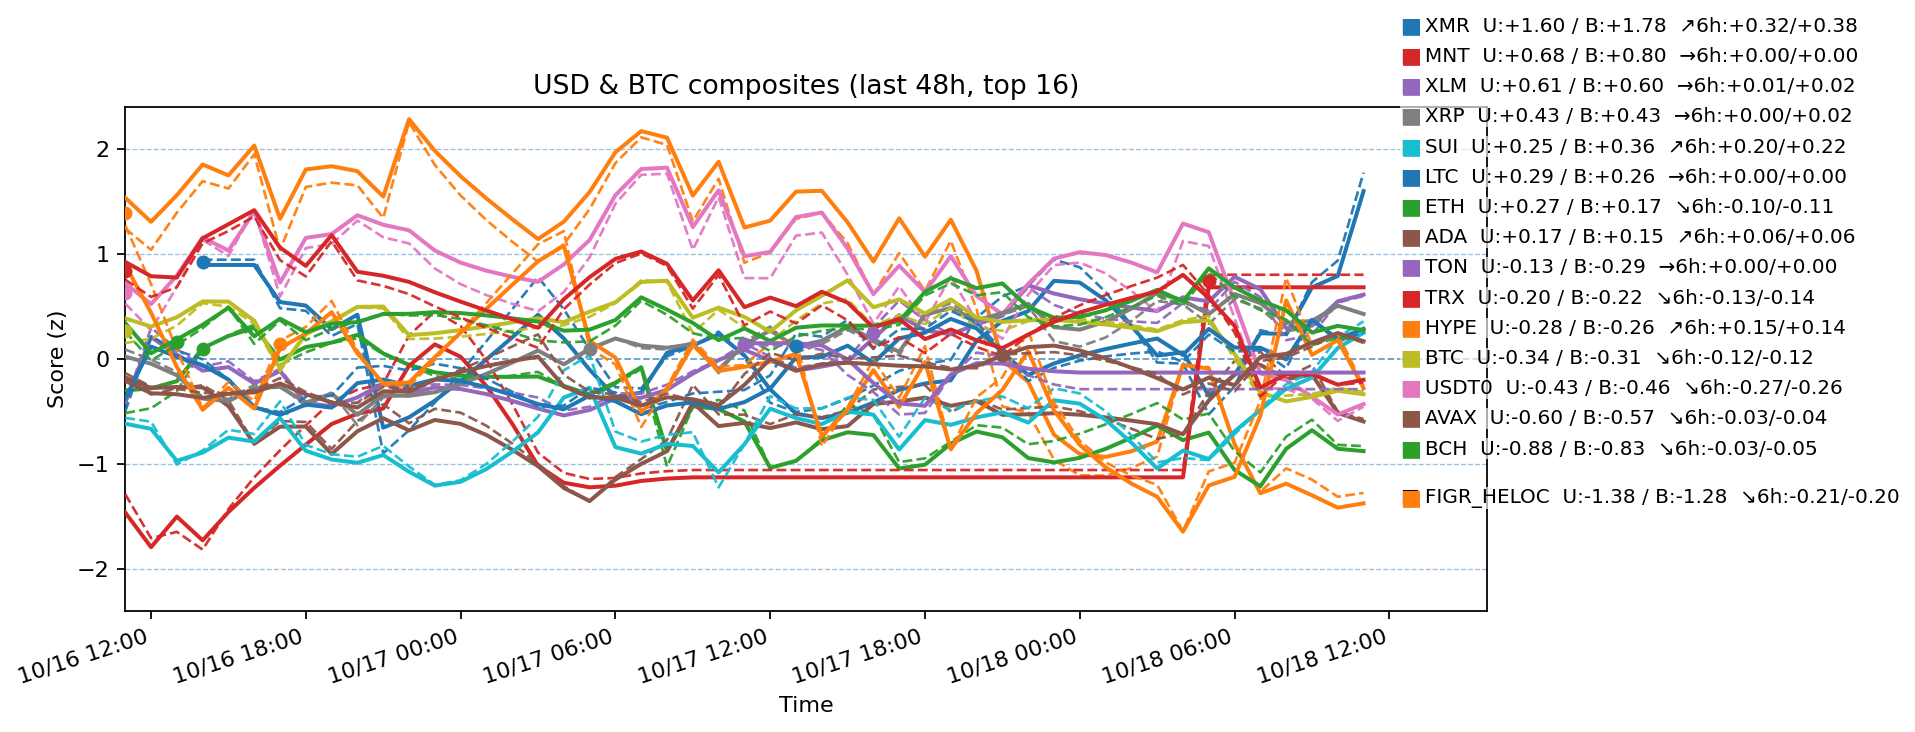 USD & BTC composites (last 48h, top 16)
XMR U:+1.60 / B:+1.78 ↗6h:+0.32/+0.38
MNT U:+0.68 / B:+0.80 →6h:+0.00/+0.00
XLM U:+0.61 / B:+0.60 →6h:+0.01/+0.02
XRP U:+0.43 / B:+0.43 →6h:+0.00/+0.02
SUI U:+0.25 / B:+0.36 ↗6h:+0.20/+0.22
LTC U:+0.29 / B:+0.26 →6h:+0.00/+0.00
ETH U:+0.27 / B:+0.17 ↘6h:-0.10/-0.11
ADA U:+0.17 / B:+0.15 ↗6h:+0.06/+0.06
TON U:-0.13 / B:-0.29 →6h:+0.00/+0.00
TRX U:-0.20 / B:-0.22 ↘6h:-0.13/-0.14
HYPE U:-0.28 / B:-0.26 ↗6h:+0.15/+0.14
BTC U:-0.34 / B:-0.31 ↘6h:-0.12/-0.12
USDT0 U:-0.43 / B:-0.46 ↘6h:-0.27/-0.26
AVAX U:-0.60 / B:-0.57 ↘6h:-0.03/-0.04
BCH U:-0.88 / B:-0.83 ↘6h:-0.03/-0.05
FIGR_HELOC U:-1.38 / B:-1.28 ↘6h:-0.21/-0.20
Score (z)
2
1
0
−1
−2
10/16 12:00
10/16 18:00
10/17 00:00
10/17 06:00
10/17 12:00
10/17 18:00
10/18 00:00
10/18 06:00
10/18 12:00
Time